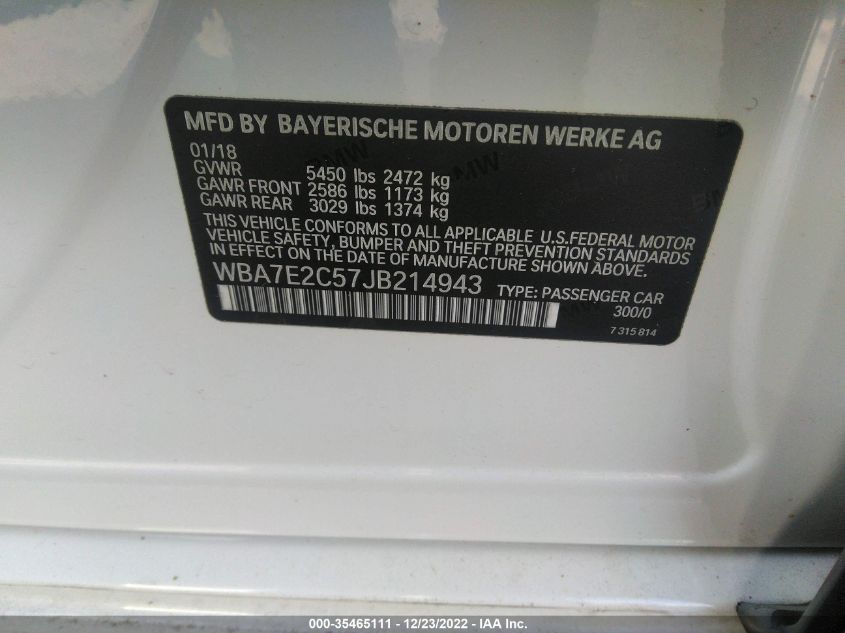 MFD BY BAYERISCHE MOTOREN WERKE AG
01/18
GVWR 5450 lbs 2472 kg
GAWR FRONT 2586 lbs 1173 kg
GAWR REAR 3029 lbs 1374 kg
THIS VEHICLE CONFORMS TO ALL APPLICABLE U.S.FEDERAL MOTOR
VEHICLE SAFETY, BUMPER AND THEFT PREVENTION STANDARDS
IN EFFECT ON THE DATE OF MANUFACTURE SHOWN ABOVE.
WBA7E2C57JB214943 TYPE: PASSENGER CAR
300/0
7 315 814
000-35465111 - 12/23/2022 - IAA Inc.